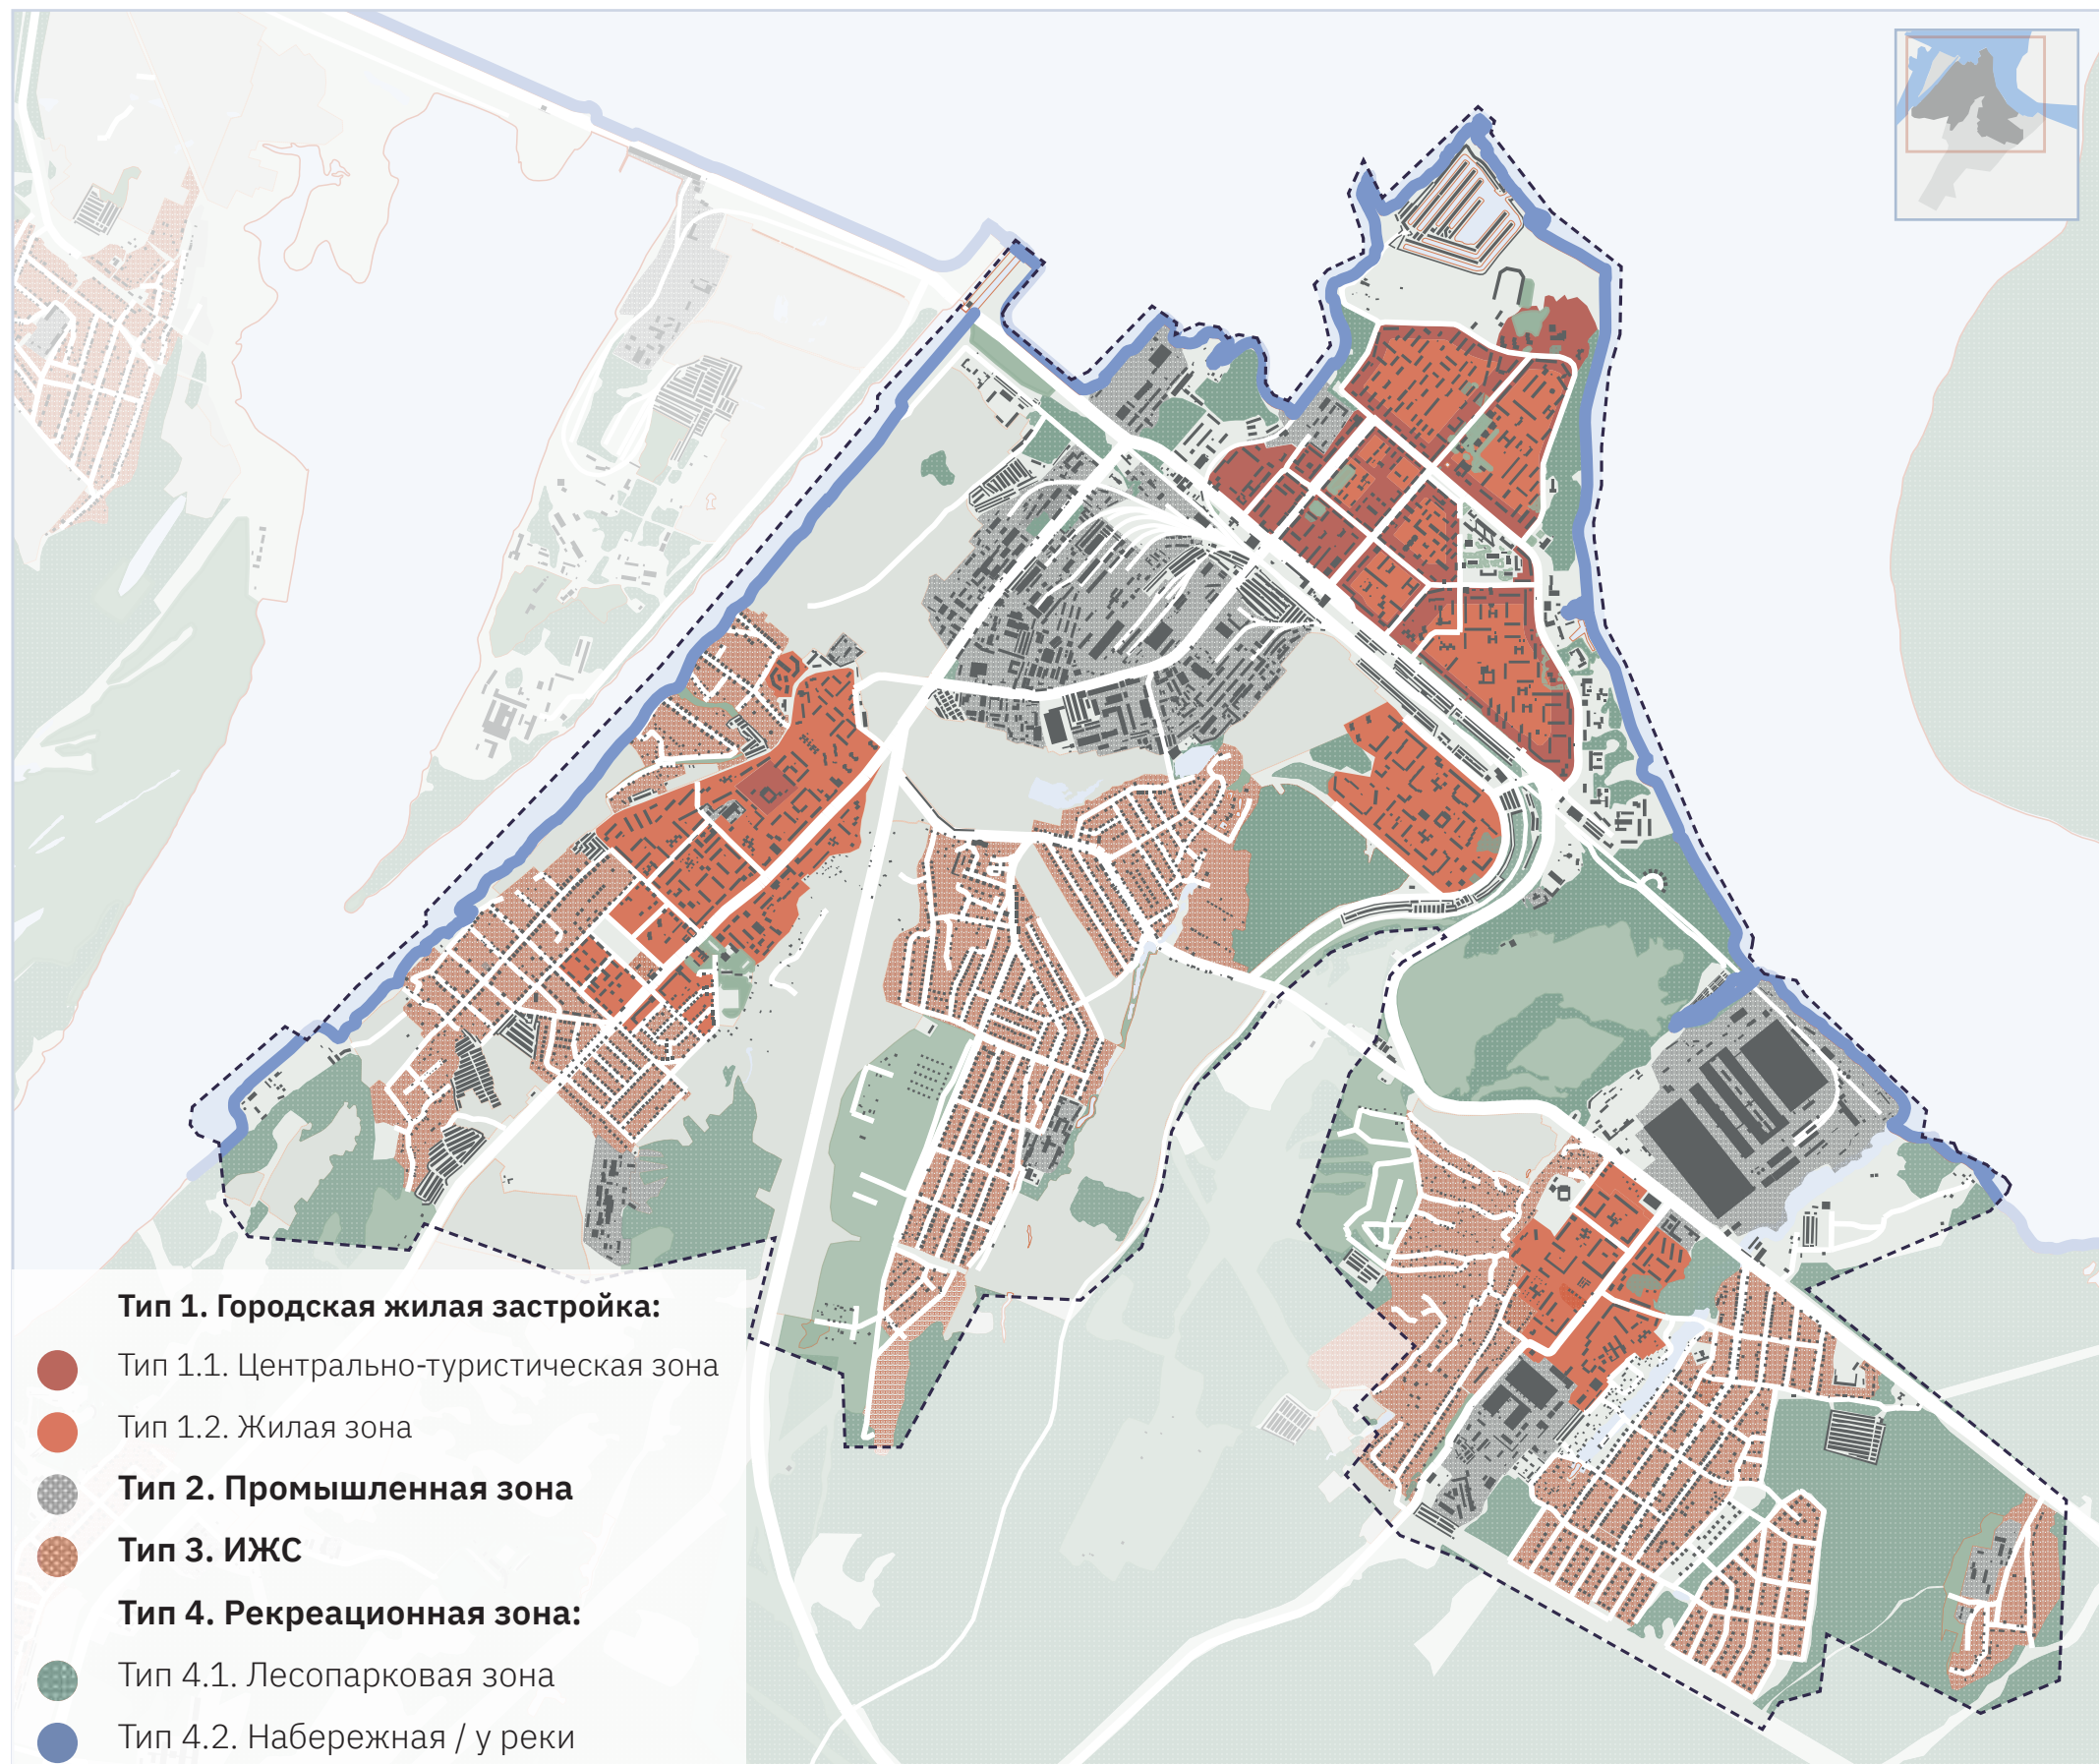 Тип 1. Городская жилая застройка:
Тип 1.1. Центрально-туристическая зона
Тип 1.2. Жилая зона
Тип 2. Промышленная зона
Тип 3. ИЖС
Тип 4. Рекреационная зона:
Тип 4.1. Лесопарковая зона
Тип 4.2. Набережная / у реки